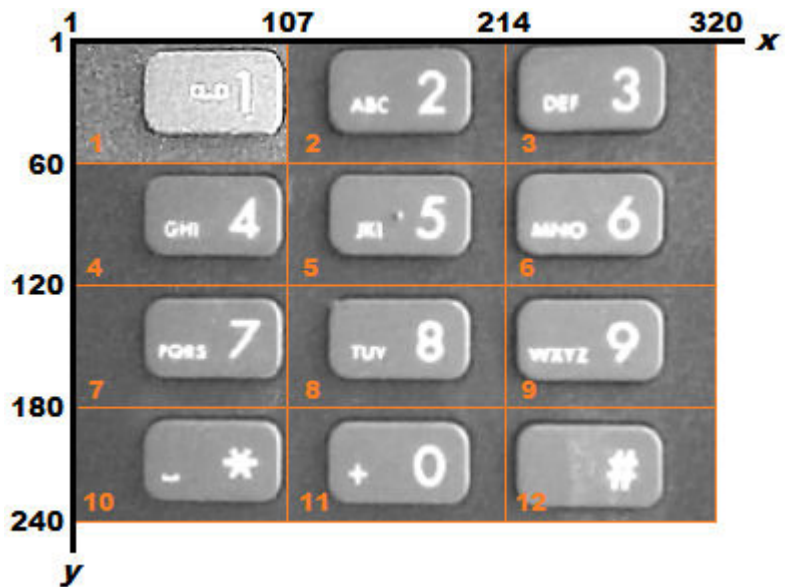 1 107 214 320
1 x
1 ABC 2 DEF 3
1 2 3
60
GHI 4 JKl 5 MNO 6
4 5 6
120
PQRS 7 TUV 8 WXYZ 9
7 8 9
180
* + 0 #
10 11 12
240
y